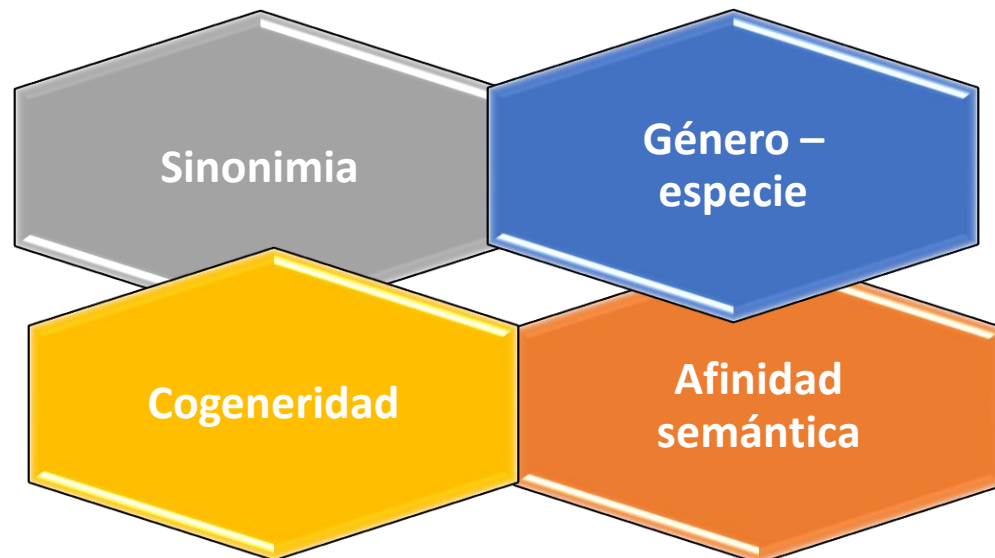 Sinonimia
Género –
especie
Cogeneridad
Afinidad
semántica